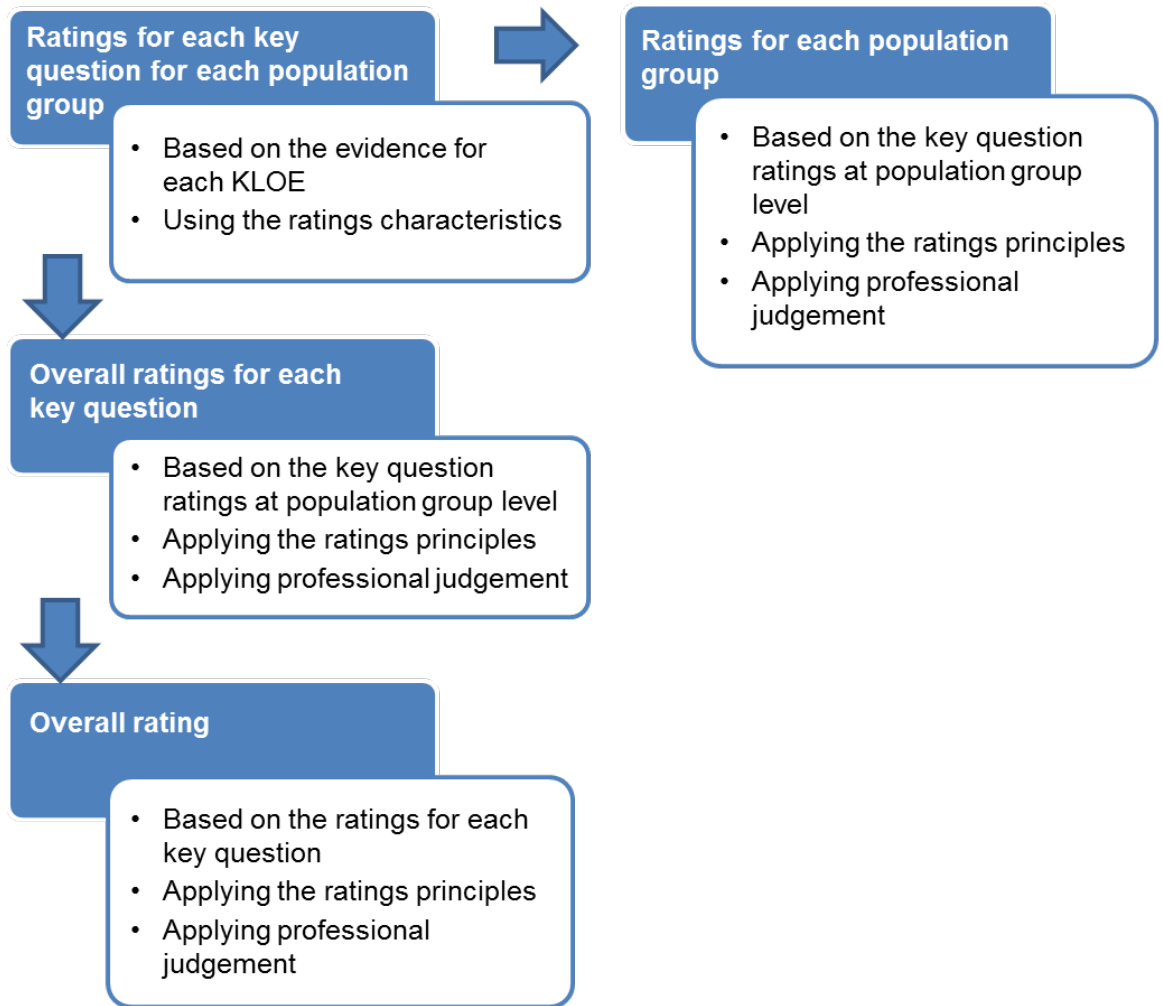 Ratings for each key
question for each population
group
• Based on the evidence for
each KLOE
• Using the ratings characteristics
Ratings for each population
group
• Based on the key question
ratings at population group
level
• Applying the ratings principles
• Applying professional
judgement
Overall ratings for each
key question
• Based on the key question
ratings at population group level
• Applying the ratings principles
• Applying professional judgement
Overall rating
• Based on the ratings for each
key question
• Applying the ratings principles
• Applying professional
judgement